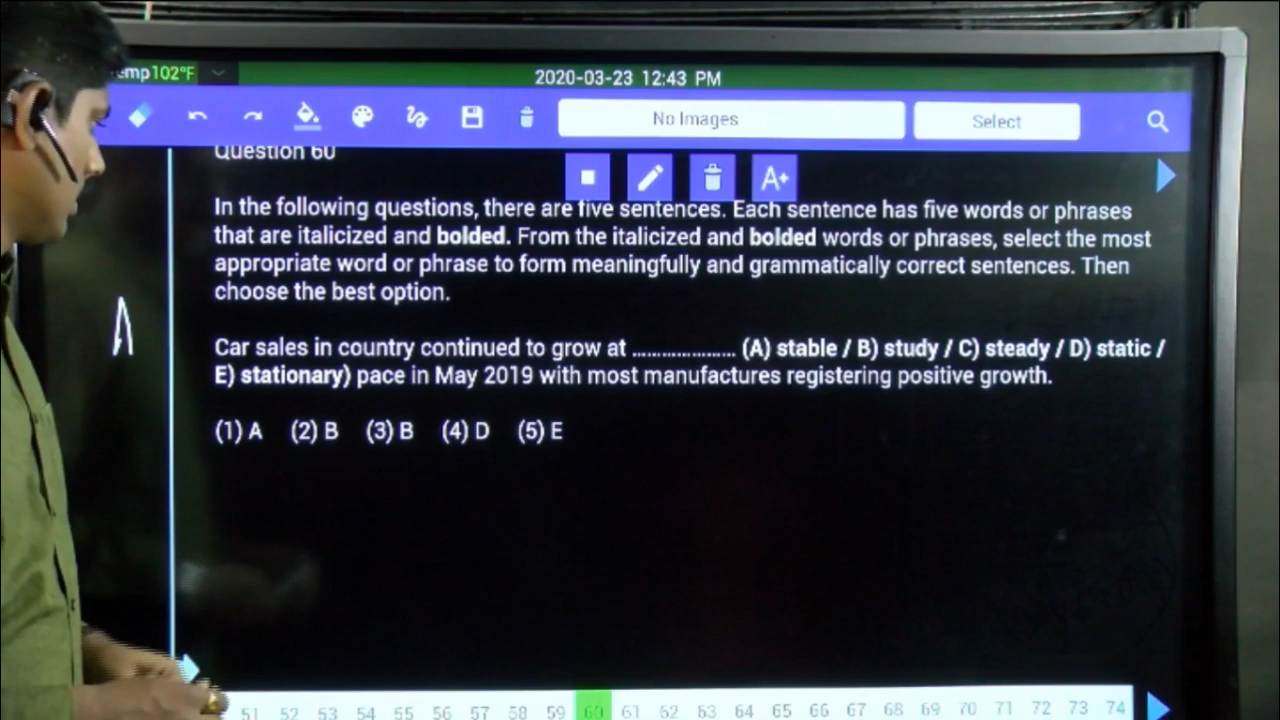 emp102°F
2020-03-23 12:43 PM
No Images
Select
Question 60
A+
In the following questions, there are five sentences. Each sentence has five words or phrases
that are italicized and bolded. From the italicized and bolded words or phrases, select the most
appropriate word or phrase to form meaningfully and grammatically correct sentences. Then
choose the best option.
Car sales in country continued to grow at ..................... (A) stable / B) study / C) steady / D) static /
E) stationary) pace in May 2019 with most manufactures registering positive growth.
(1) A (2) B (3) B (4) D (5) E
51 52 53 54 55 56 57 58 59 60 61 62 63 64 65 66 67 68 69 70 71 72 73 74